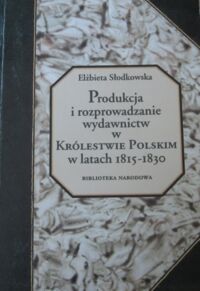 Elżbieta Słodkowska
Produkcja
i rozprowadzanie
wydawnictw
w
Królestwie Polskim
w latach 1815-1830
BIBLIOTEKA NARODOWA